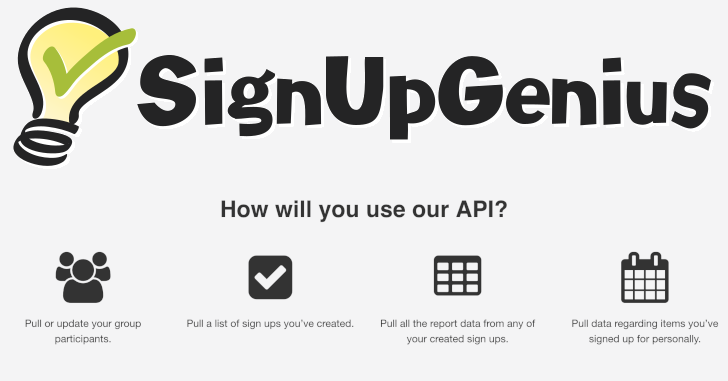 SignUpGenius
How will you use our API?
Pull or update your group
participants.
Pull a list of sign ups you've created.
Pull all the report data from any of
your created sign ups.
Pull data regarding items you've
signed up for personally.